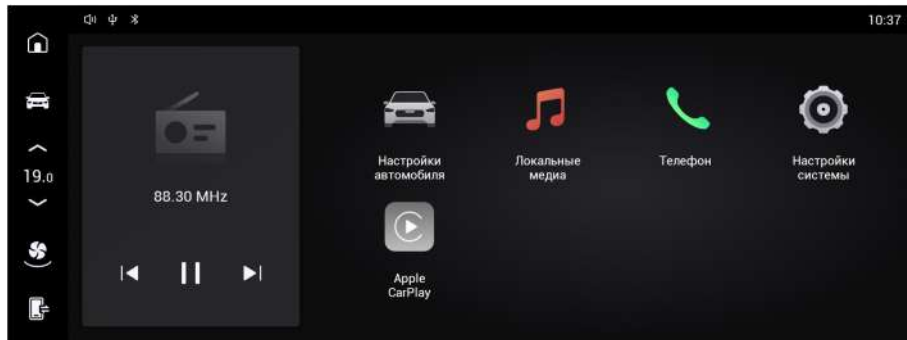 10:37
19.0
88.30 MHz
Настройки
автомобиля
Локальные
медиа
Телефон
Настройки
системы
Apple
CarPlay